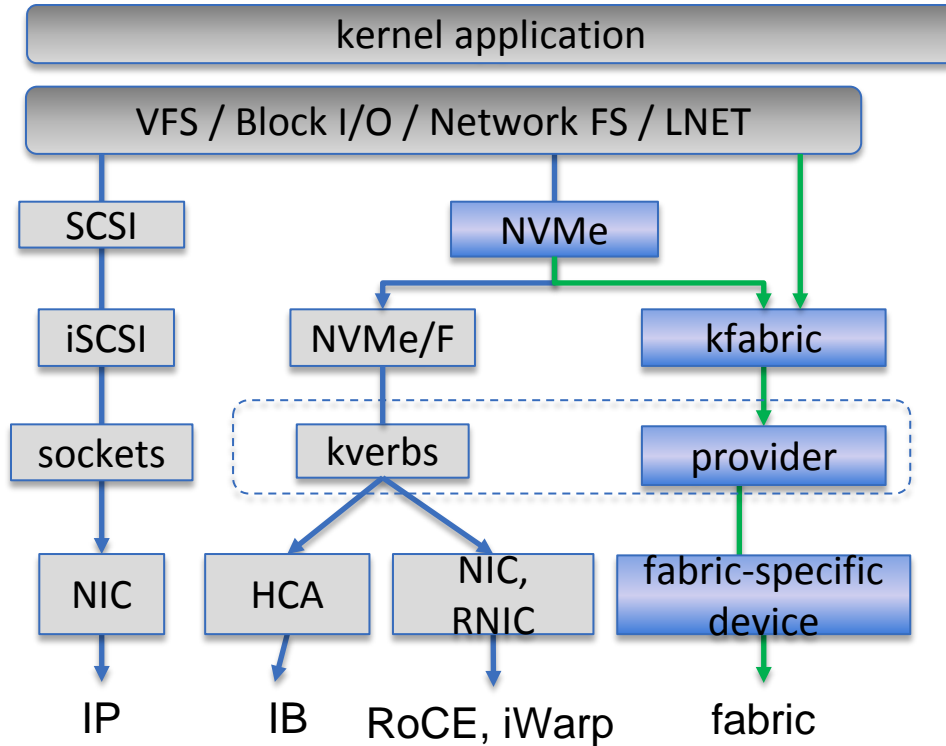 kernel application
VFS / Block I/O / Network FS / LNET
SCSI
NVMe
iSCSI
NVMe/F
kfabric
sockets
kverbs
provider
NIC
HCA
NIC,
RNIC
fabric-specific
device
IP
IB
RoCE, iWarp
fabric